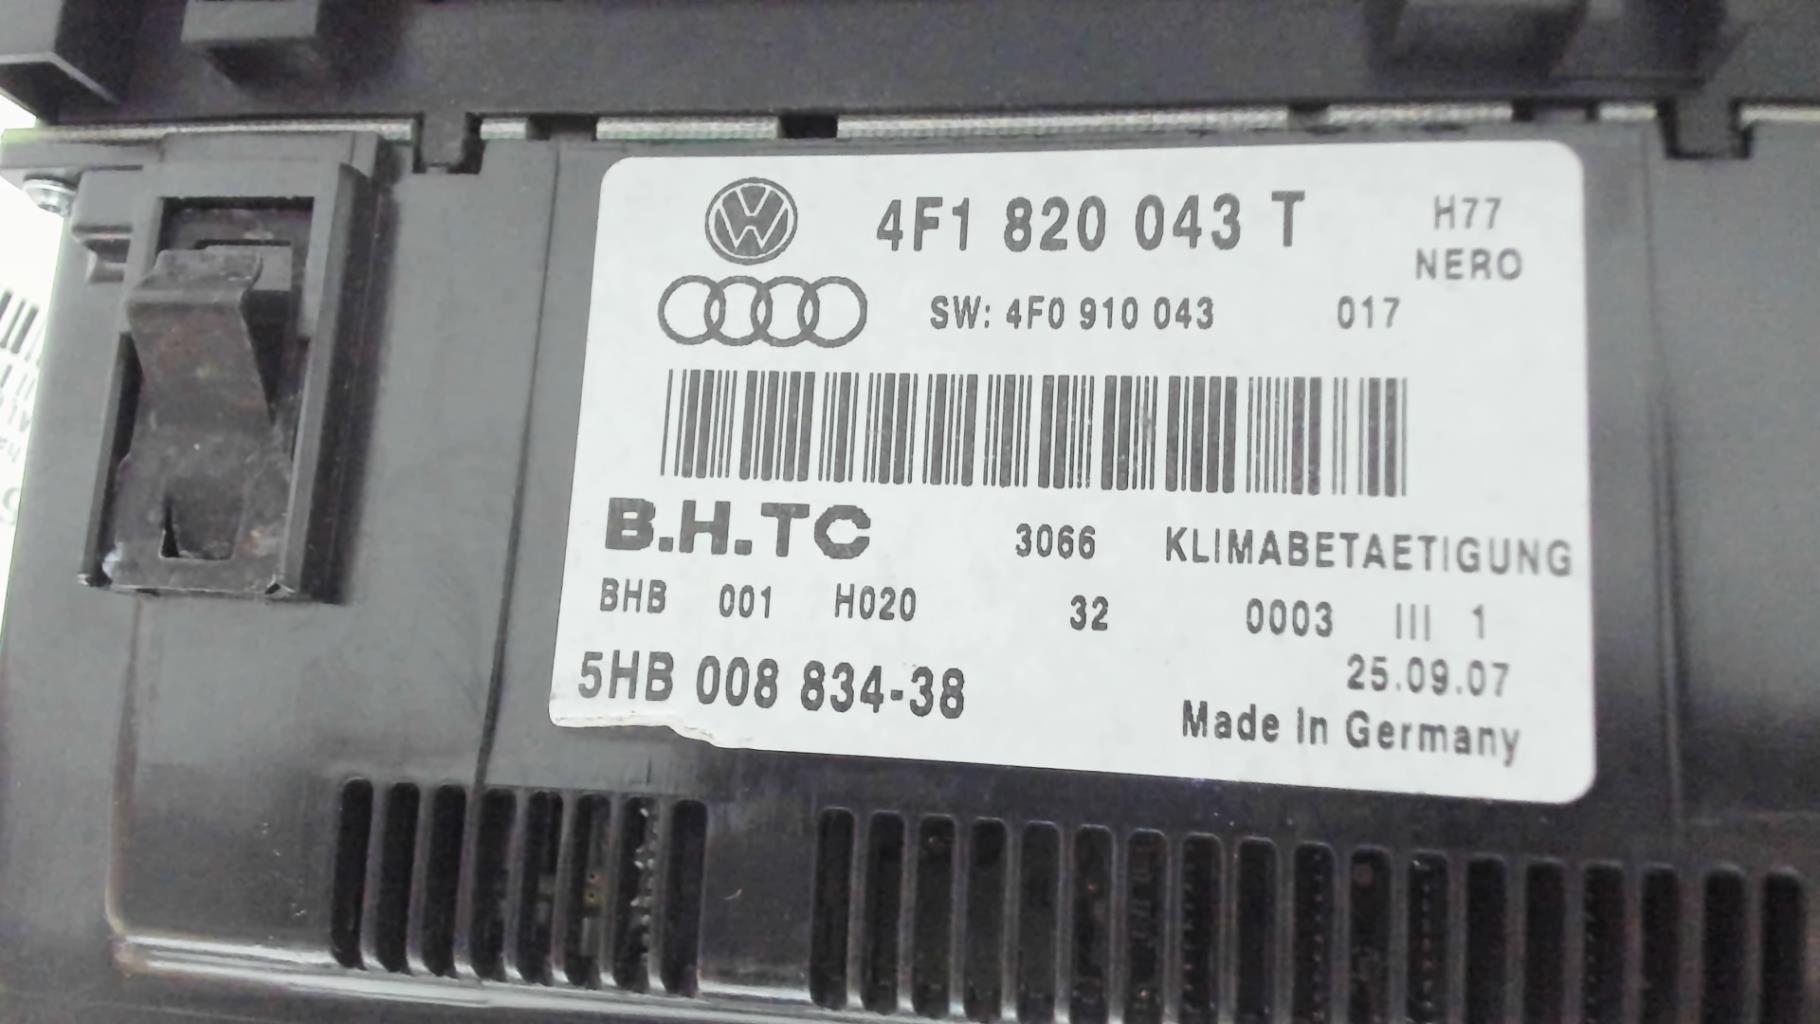 4F1 820 043 T
H77
NERO
SW: 4F0 910 043 017
B.H.TC 3066 KLIMABETAETIGUNG
BHB 001 H020 32 0003 III 1
5HB 008 834-38
25.09.07
Made In Germany